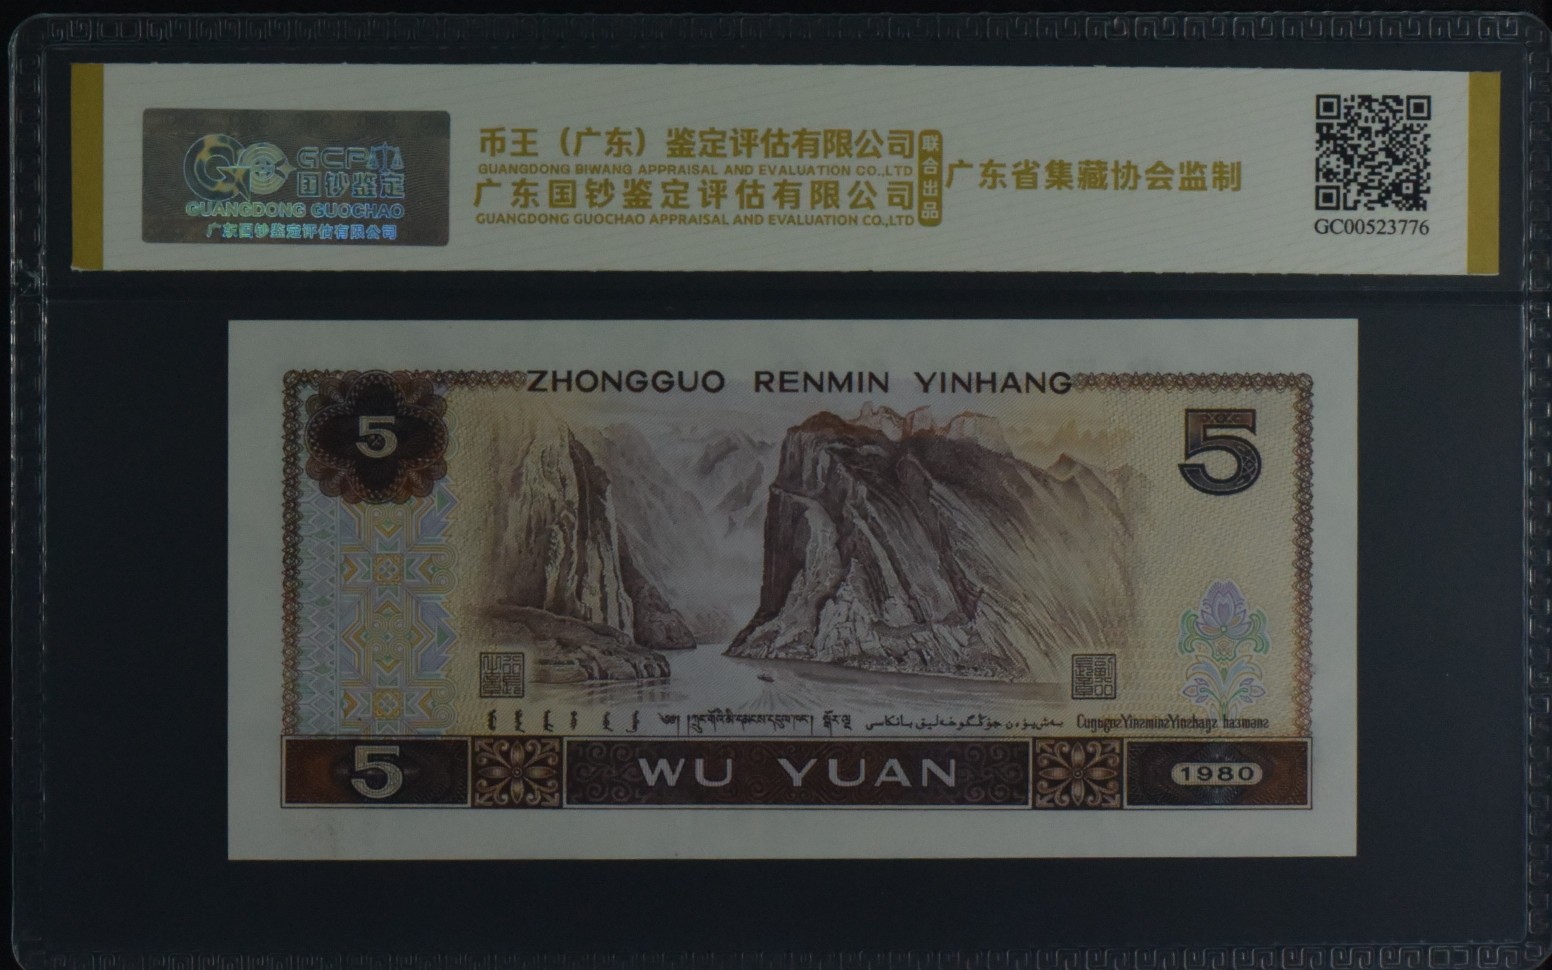 GCP
国钞鉴定
GUANGDONG GUOCHAO
广东国钞鉴定评估有限公司
币王（广东）鉴定评估有限公司
GUANGDONG BIWANG APPRAISAL AND EVALUATION CO.,LTD
广东国钞鉴定评估有限公司
GUANGDONG GUOCHAO APPRAISAL AND EVALUATION CO.,LTD
联合出品
广东省集藏协会监制
GC00523776
ZHONGGUO RENMIN YINHANG
5
5
Cunghgoz Yinzminz Yinzhangz hajmanz
5
WU YUAN
1980